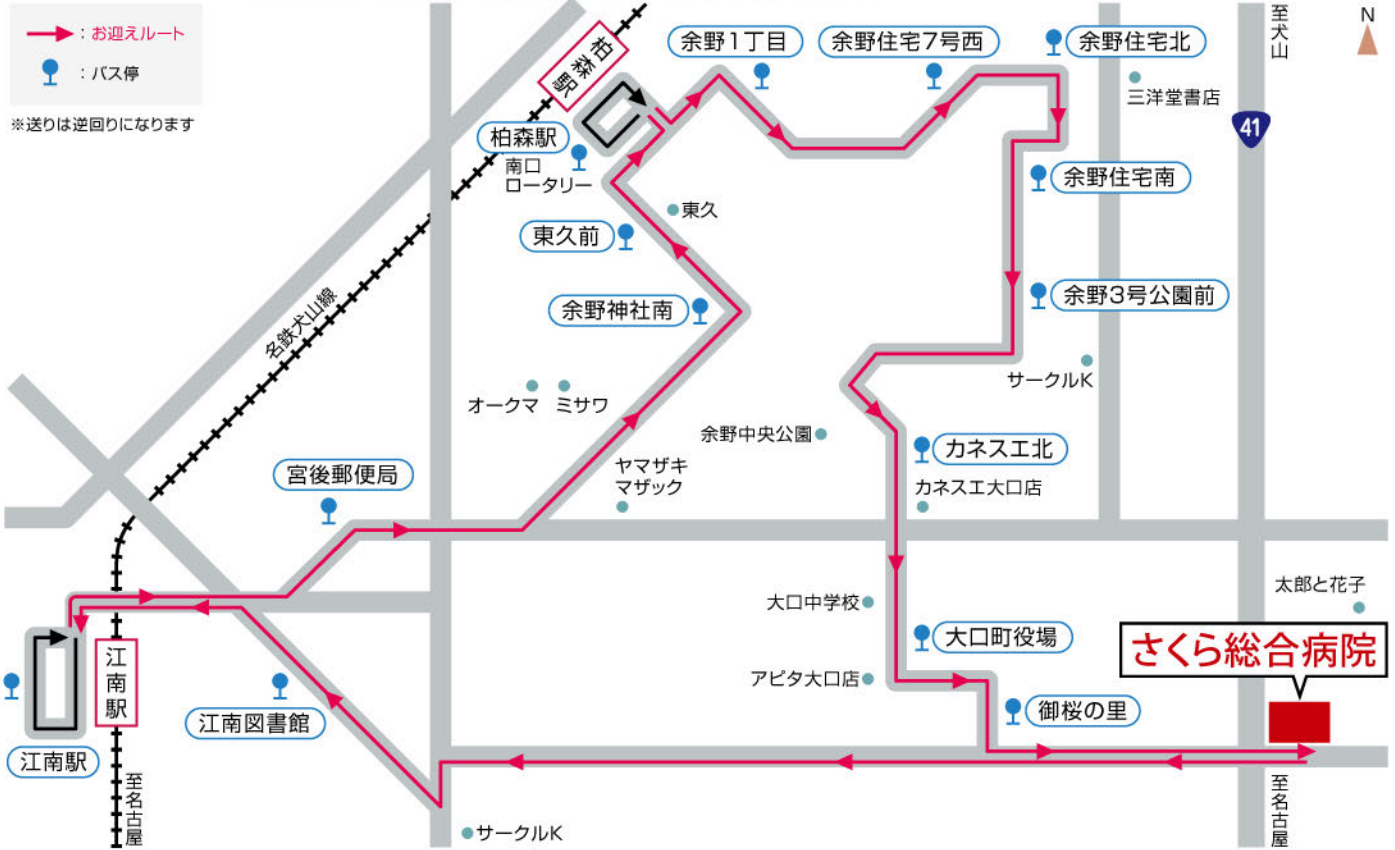 ：お迎えルート
：バス停
※送りは逆回りになります
柏森駅
余野1丁目
余野住宅7号西
余野住宅北
至犬山
N
三洋堂書店
41
柏森駅
南口
ロータリー
余野住宅南
東久
東久前
余野神社南
余野3号公園前
名鉄犬山線
サークルK
オークマ
ミサワ
余野中央公園
カネスエ北
ヤマザキ
マザック
宮後郵便局
カネスエ大口店
太郎と花子
大口中学校
大口町役場
さくら総合病院
江南駅
アピタ大口店
御桜の里
江南図書館
江南駅
至名古屋
至名古屋
サークルK